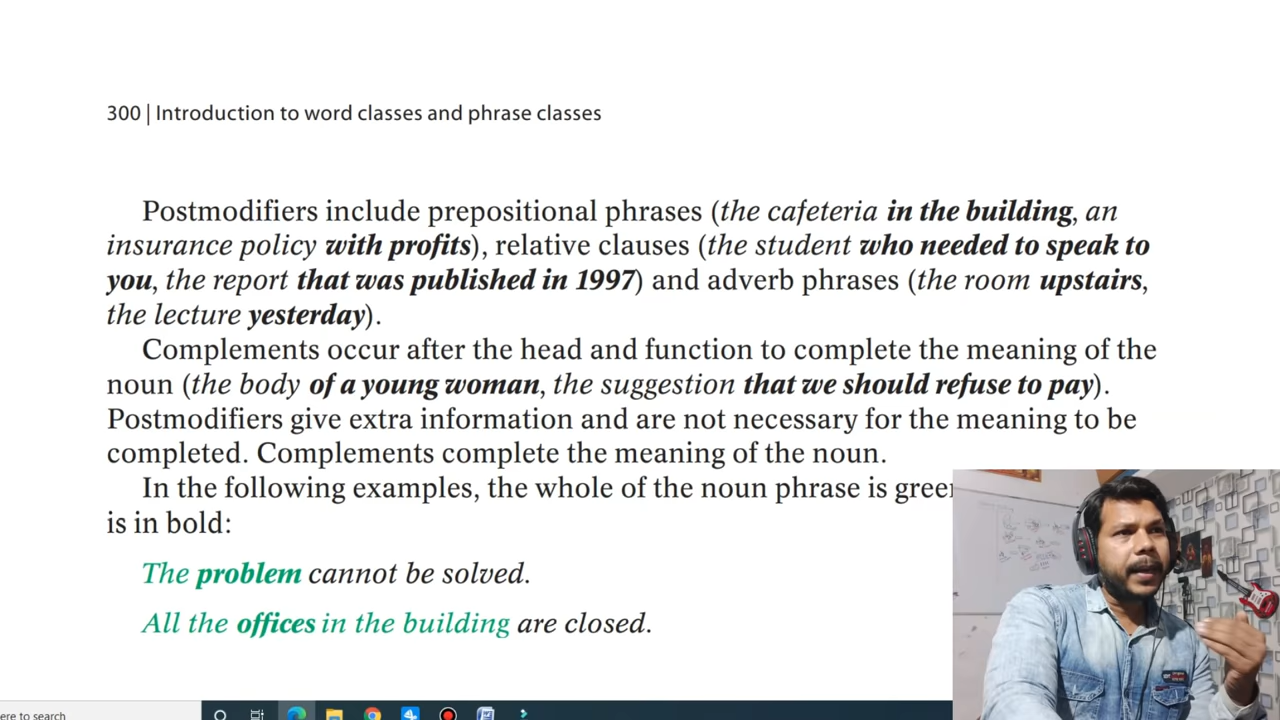 300 | Introduction to word classes and phrase classes
Postmodifiers include prepositional phrases (the cafeteria in the building, an
insurance policy with profits), relative clauses (the student who needed to speak to
you, the report that was published in 1997) and adverb phrases (the room upstairs,
the lecture yesterday).
Complements occur after the head and function to complete the meaning of the
noun (the body of a young woman, the suggestion that we should refuse to pay).
Postmodifiers give extra information and are not necessary for the meaning to be
completed. Complements complete the meaning of the noun.
In the following examples, the whole of the noun phrase is
is in bold:
The problem cannot be solved.
All the offices in the building are closed.
to search